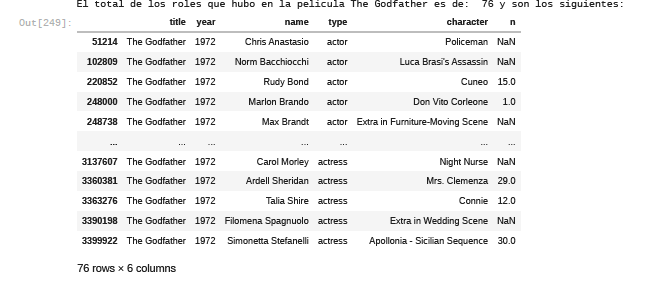 El total de los roles que hubo en la película The Godfather es de:  76 y son los siguientes:
Out[249]:
title year name type character n
51214 The Godfather 1972 Chris Anastasio actor Policeman NaN
102809 The Godfather 1972 Norm Bacchiocchi actor Luca Brasi's Assassin NaN
220852 The Godfather 1972 Rudy Bond actor Cuneo 15.0
248000 The Godfather 1972 Marlon Brando actor Don Vito Corleone 1.0
248738 The Godfather 1972 Max Brandt actor Extra in Furniture-Moving Scene NaN
... ... ... ... ... ... ...
3137607 The Godfather 1972 Carol Morley actress Night Nurse NaN
3360381 The Godfather 1972 Ardell Sheridan actress Mrs. Clemenza 29.0
3363276 The Godfather 1972 Talia Shire actress Connie 12.0
3390198 The Godfather 1972 Filomena Spagnuolo actress Extra in Wedding Scene NaN
3399922 The Godfather 1972 Simonetta Stefanelli actress Apollonia - Sicilian Sequence 30.0
76 rows × 6 columns